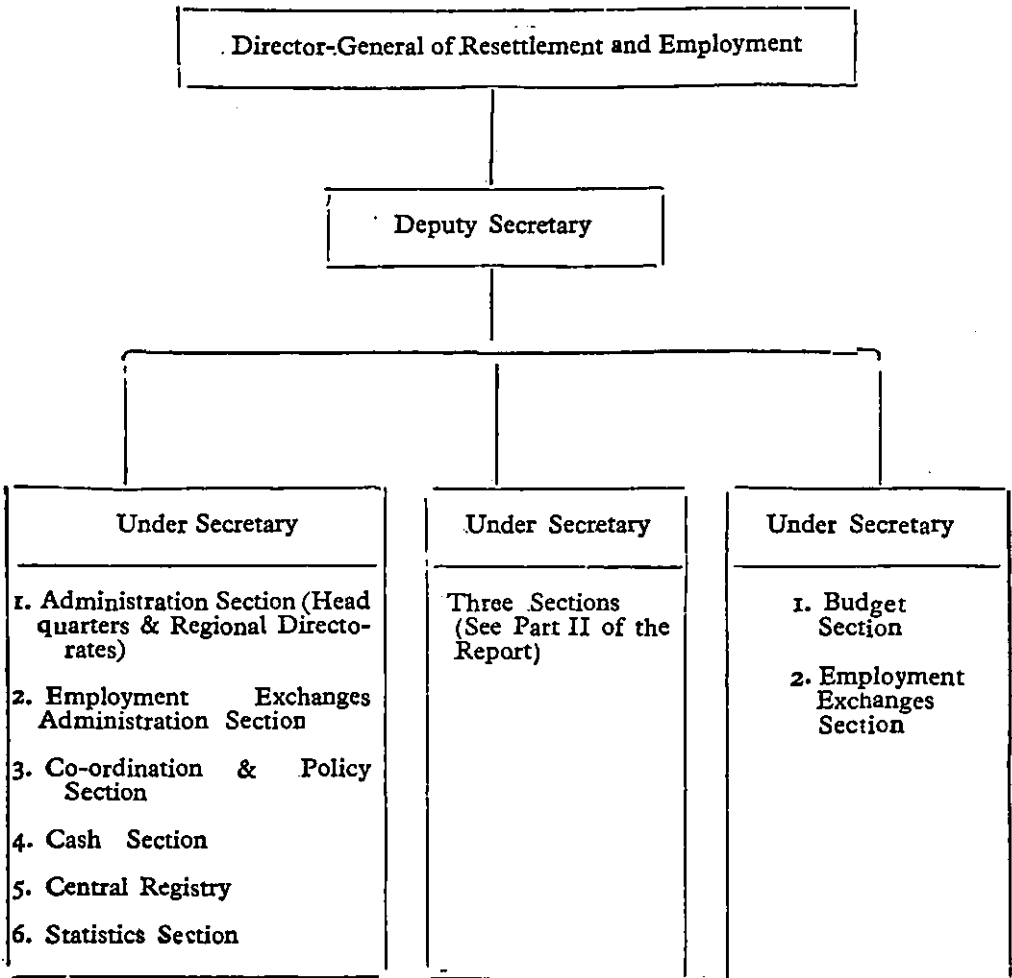 Director-General of Resettlement and Employment
Deputy Secretary
Under Secretary
1. Administration Section (Head
quarters & Regional Directo-
rates)
2. Employment Exchanges
Administration Section
3. Co-ordination & Policy
Section
4. Cash Section
5. Central Registry
6. Statistics Section
Under Secretary
Three Sections
(See Part II of the
Report)
Under Secretary
1. Budget
Section
2. Employment
Exchanges
Section